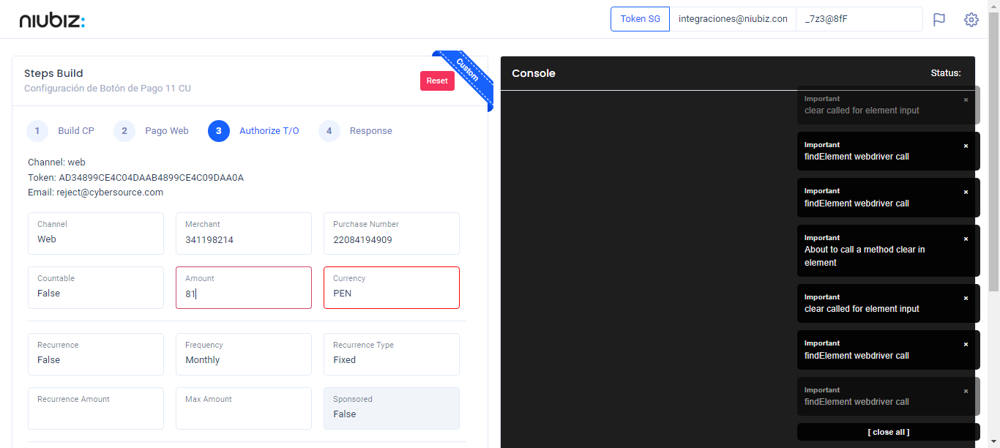 niubiz:
Token SG
integraciones@niubiz.con
_7z3@8fF
Steps Build
Configuración de Botón de Pago 11 CU
Reset
Custom
1 Build CP
2 Pago Web
3 Authorize T/O
4 Response
Channel: web
Token: AD34899CE4C04DAAB4899CE4C09DAA0A
Email: reject@cybersource.com
Channel
Web
Merchant
341198214
Purchase Number
22084194909
Countable
False
Amount
81
Currency
PEN
Recurrence
False
Frequency
Monthly
Recurrence Type
Fixed
Recurrence Amount
Max Amount
Sponsored
False
Console
Status:
Important ×
clear called for element input
Important ×
findElement webdriver call
Important ×
findElement webdriver call
Important ×
About to call a method clear in
element
Important ×
clear called for element input
Important ×
findElement webdriver call
Important ×
findElement webdriver call
[ close all ]